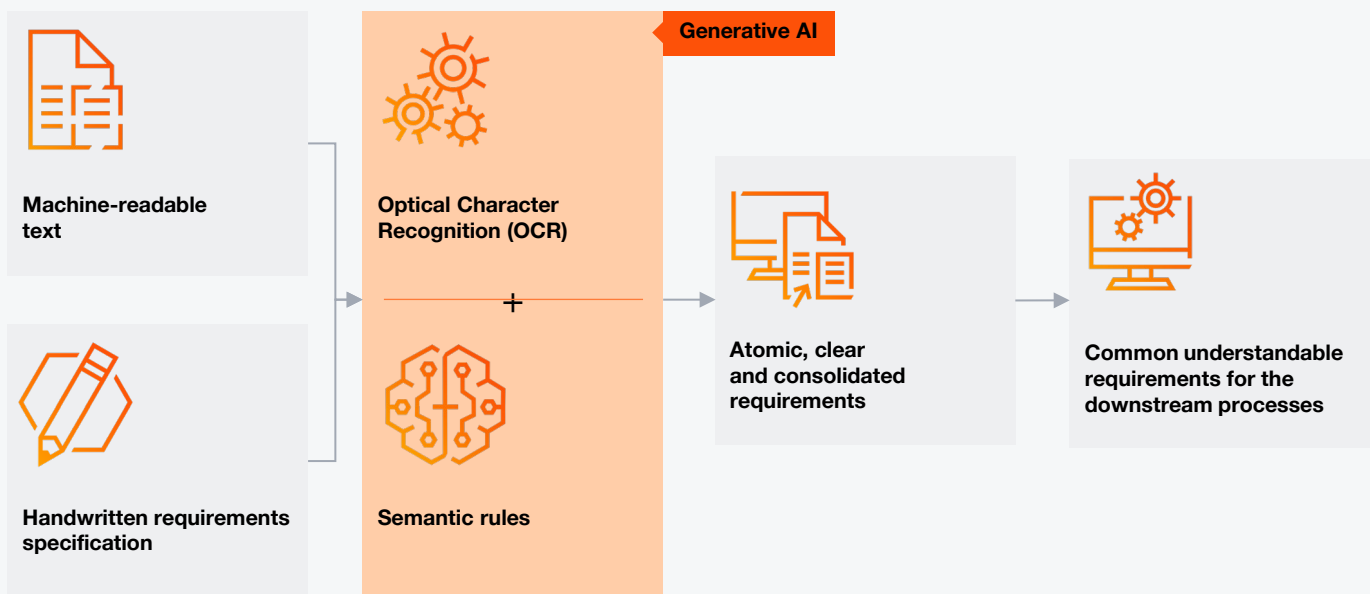 Generative AI
Machine-readable
text
Handwritten requirements
specification
Optical Character
Recognition (OCR)
+
Semantic rules
Atomic, clear
and consolidated
requirements
Common understandable
requirements for the
downstream processes